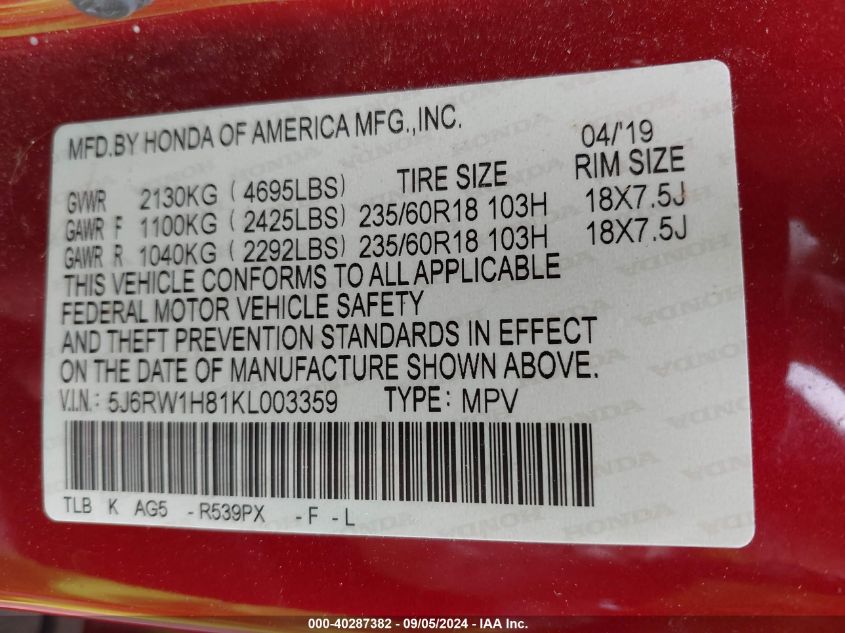 MFD.BY HONDA OF AMERICA MFG.,INC.
04/'19
TIRE SIZE RIM SIZE
GVWR 2130KG (4695LBS)
GAWR F 1100KG (2425LBS) 235/60R18 103H 18X7.5J
GAWR R 1040KG (2292LBS) 235/60R18 103H 18X7.5J
THIS VEHICLE CONFORMS TO ALL APPLICABLE
FEDERAL MOTOR VEHICLE SAFETY
AND THEFT PREVENTION STANDARDS IN EFFECT
ON THE DATE OF MANUFACTURE SHOWN ABOVE.
V.I.N.: 5J6RW1H81KL003359 TYPE: MPV
TLB K AG5 -R539PX -F -L
000-40287382 - 09/05/2024 - IAA Inc.